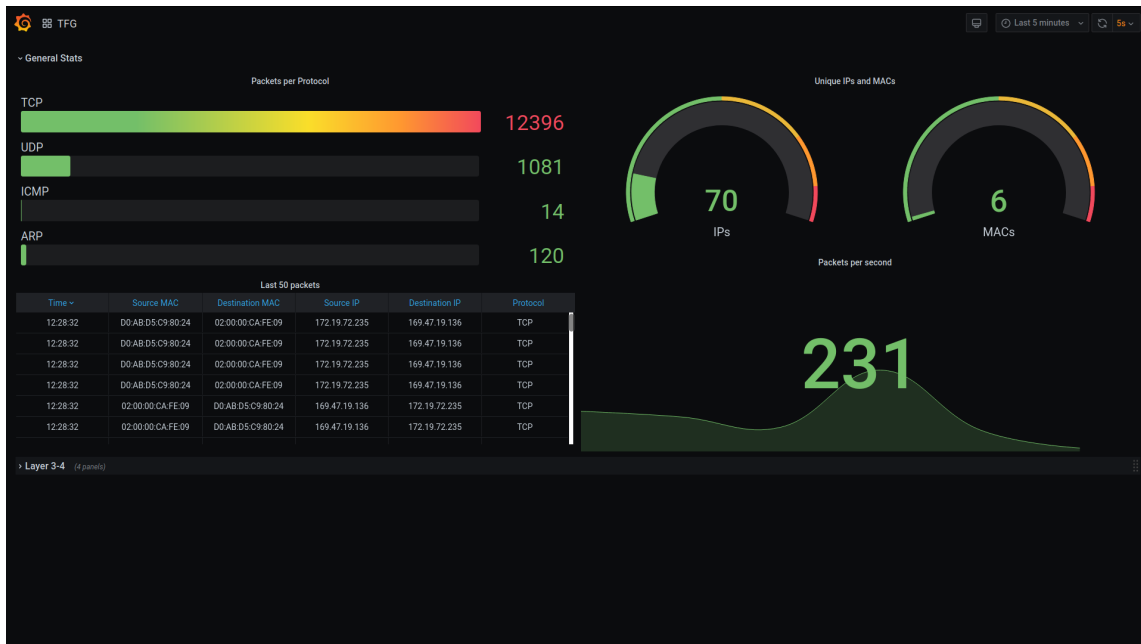 TFG
Last 5 minutes
5s
General Stats
Packets per Protocol
TCP
12396
UDP
1081
ICMP
14
ARP
120
Unique IPs and MACs
70
IPs
6
MACs
Last 50 packets
Time Source MAC Destination MAC Source IP Destination IP Protocol
12:28:32 D0:AB:D5:C9:80:24 02:00:00:CA:FE:09 172.19.72.235 169.47.19.136 TCP
12:28:32 D0:AB:D5:C9:80:24 02:00:00:CA:FE:09 172.19.72.235 169.47.19.136 TCP
12:28:32 D0:AB:D5:C9:80:24 02:00:00:CA:FE:09 172.19.72.235 169.47.19.136 TCP
12:28:32 D0:AB:D5:C9:80:24 02:00:00:CA:FE:09 172.19.72.235 169.47.19.136 TCP
12:28:32 02:00:00:CA:FE:09 D0:AB:D5:C9:80:24 169.47.19.136 172.19.72.235 TCP
12:28:32 02:00:00:CA:FE:09 D0:AB:D5:C9:80:24 169.47.19.136 172.19.72.235 TCP
Packets per second
231
Layer 3-4 (4 panels)